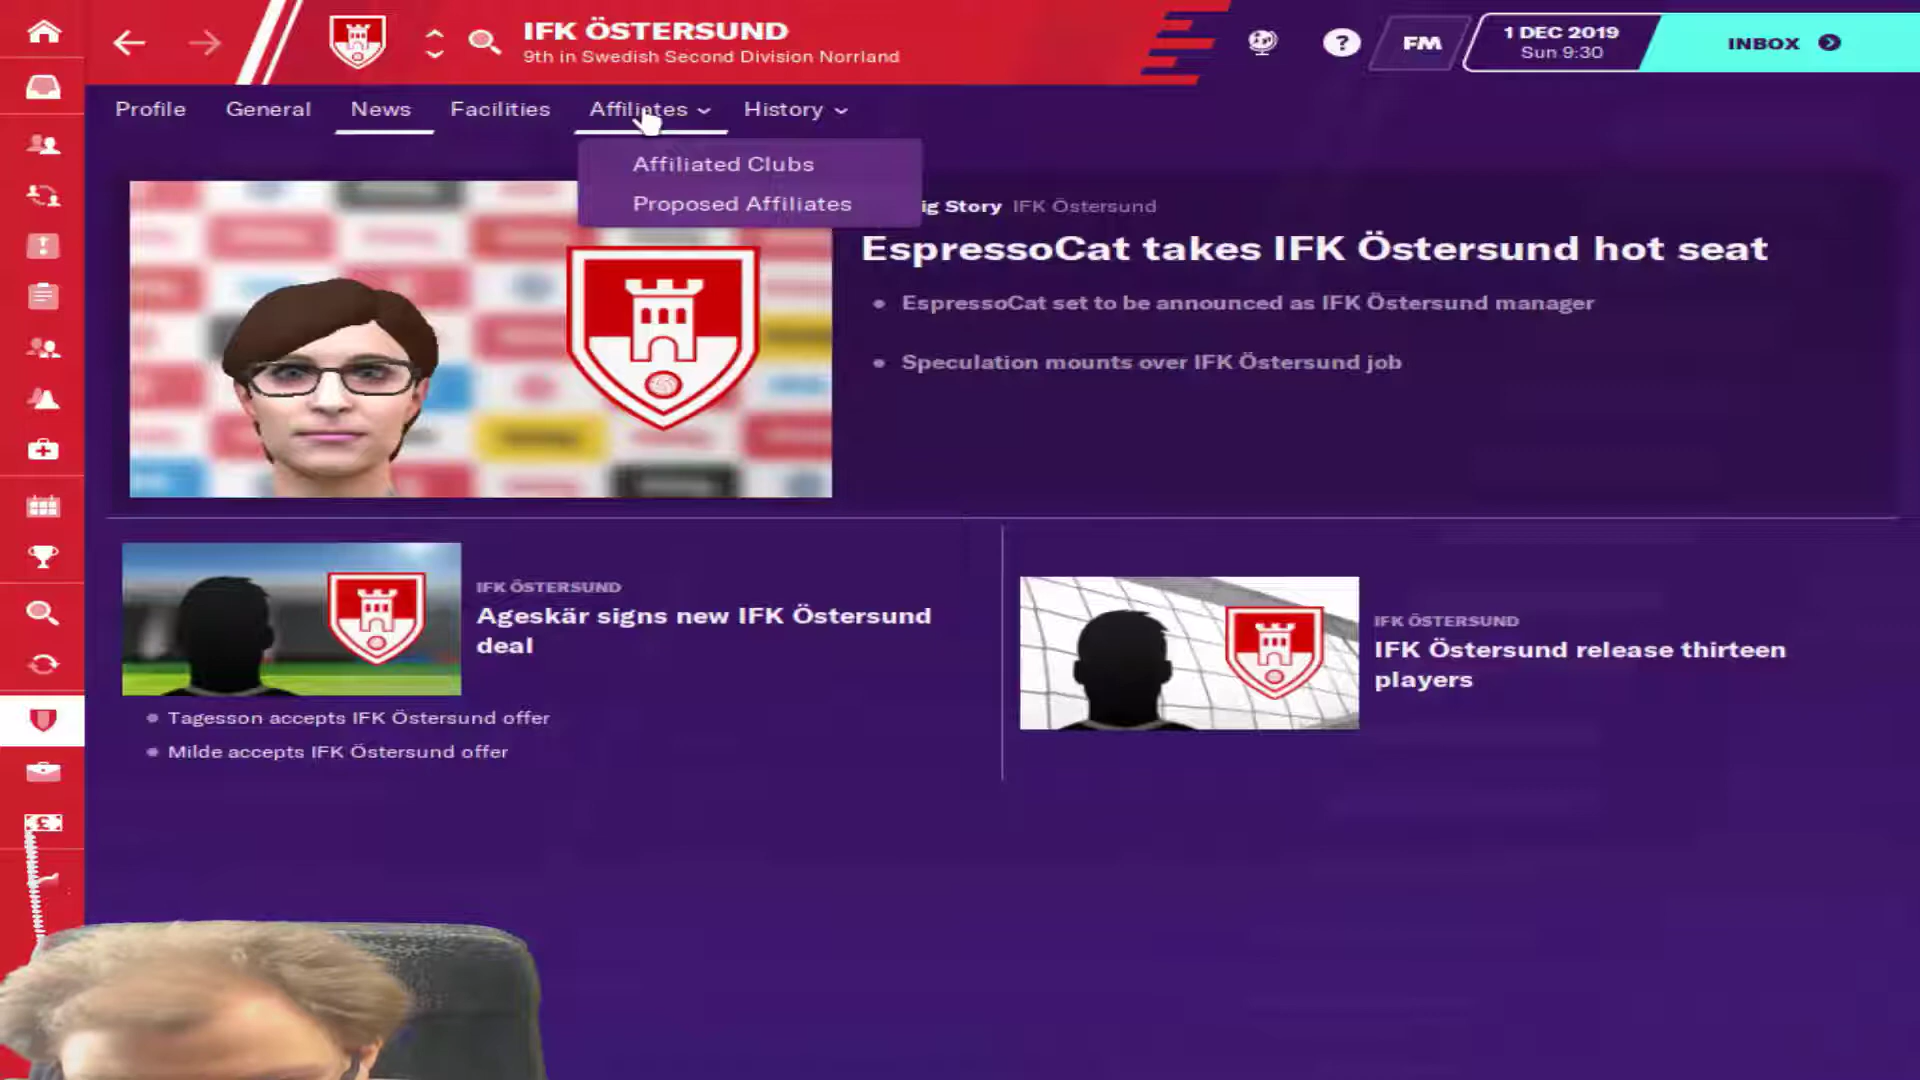 IFK ÖSTERSUND
9th in Swedish Second Division Norrland
FM
1 DEC 2019
Sun 9:30
INBOX
Profile
General
News
Facilities
Affiliates
History
Affiliated Clubs
Proposed Affiliates
ig Story IFK Östersund
EspressoCat takes IFK Östersund hot seat
EspressoCat set to be announced as IFK Östersund manager
Speculation mounts over IFK Östersund job
IFK ÖSTERSUND
Ageskär signs new IFK Östersund
deal
Tagesson accepts IFK Östersund offer
Milde accepts IFK Östersund offer
IFK ÖSTERSUND
IFK Östersund release thirteen
players